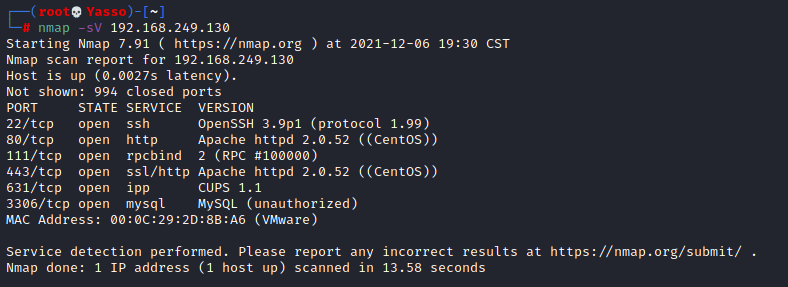 ┌──(root💀Yasso)-[~]
└─# nmap -sV 192.168.249.130
Starting Nmap 7.91 ( https://nmap.org ) at 2021-12-06 19:30 CST
Nmap scan report for 192.168.249.130
Host is up (0.0027s latency).
Not shown: 994 closed ports
PORT     STATE SERVICE  VERSION
22/tcp   open  ssh      OpenSSH 3.9p1 (protocol 1.99)
80/tcp   open  http     Apache httpd 2.0.52 ((CentOS))
111/tcp  open  rpcbind  2 (RPC #100000)
443/tcp  open  ssl/http Apache httpd 2.0.52 ((CentOS))
631/tcp  open  ipp      CUPS 1.1
3306/tcp open  mysql    MySQL (unauthorized)
MAC Address: 00:0C:29:2D:8B:A6 (VMware)
Service detection performed. Please report any incorrect results at https://nmap.org/submit/ .
Nmap done: 1 IP address (1 host up) scanned in 13.58 seconds